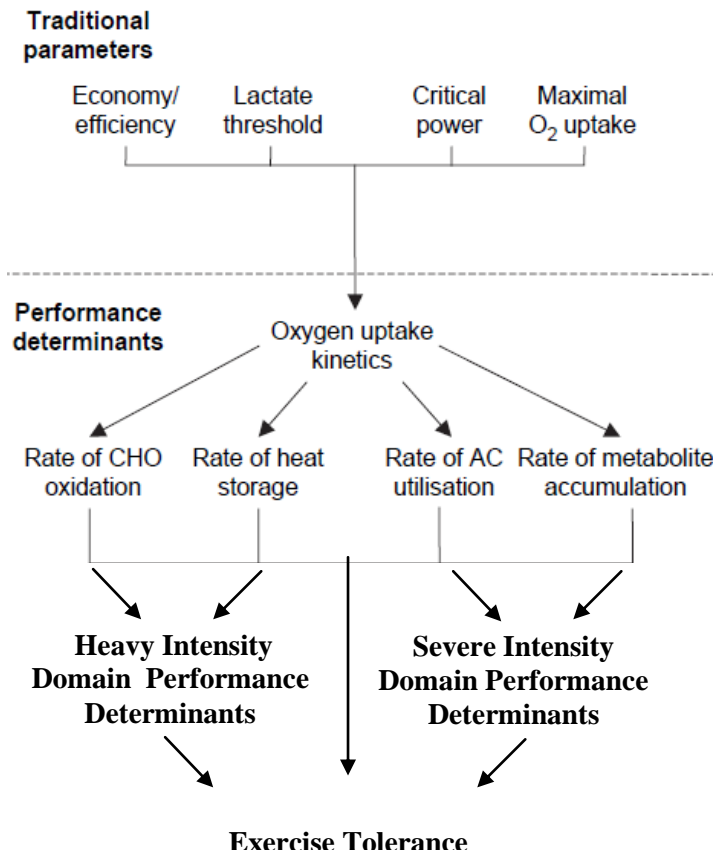 Traditional
parameters
Economy/
efficiency
Lactate
threshold
Critical
power
Maximal
O₂ uptake
Performance
determinants
Oxygen uptake
kinetics
Rate of CHO
oxidation
Rate of heat
storage
Rate of AC
utilisation
Rate of metabolite
accumulation
Heavy Intensity
Domain Performance
Determinants
Severe Intensity
Domain Performance
Determinants
Exercise Tolerance